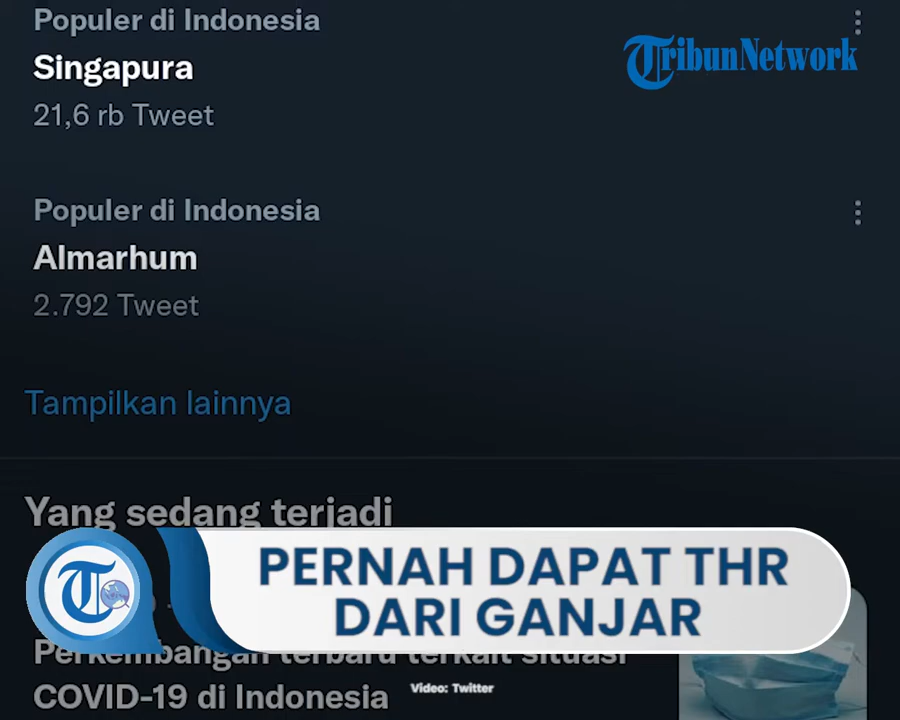 Populer di Indonesia
TribunNetwork
Singapura
21,6 rb Tweet
Populer di Indonesia
Almarhum
2.792 Tweet
Tampilkan lainnya
Yang sedang terjadi
PERNAH DAPAT THR
DARI GANJAR
T
Perkembangan terbaru terkait situasi
COVID-19 di Indonesia
Video: Twitter